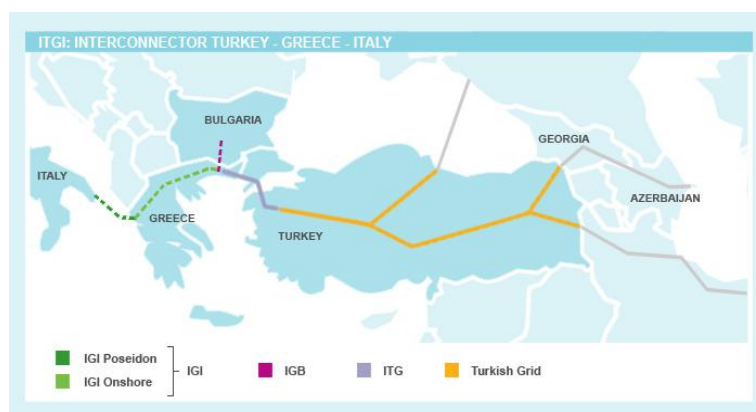 ITGI: INTERCONNECTOR TURKEY - GREECE - ITALY
BULGARIA
GEORGIA
ITALY
AZERBAIJAN
GREECE
TURKEY
IGI Poseidon
IGI Onshore
IGI
IGB
ITG
Turkish Grid